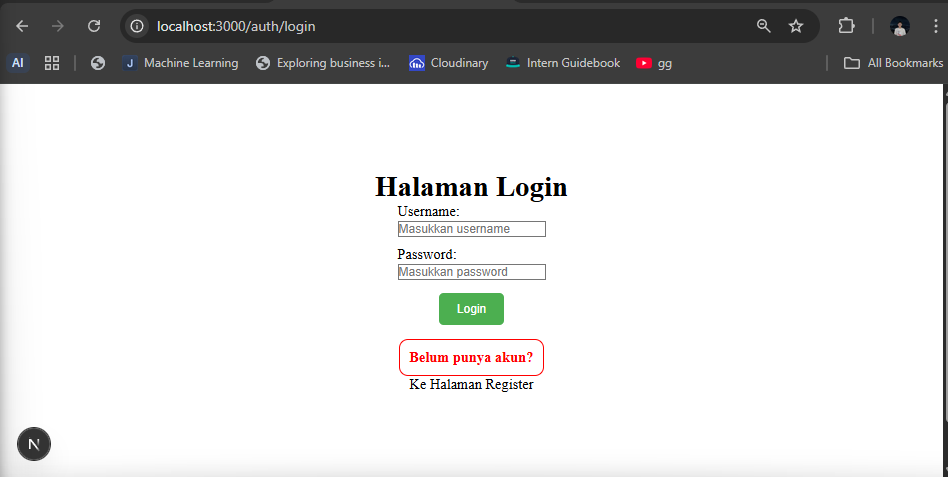 localhost:3000/auth/login
AI
J Machine Learning Exploring business i... Cloudinary Intern Guidebook gg All Bookmarks
Halaman Login
Username:
Masukkan username
Password:
Masukkan password
Login
Belum punya akun?
Ke Halaman Register
N